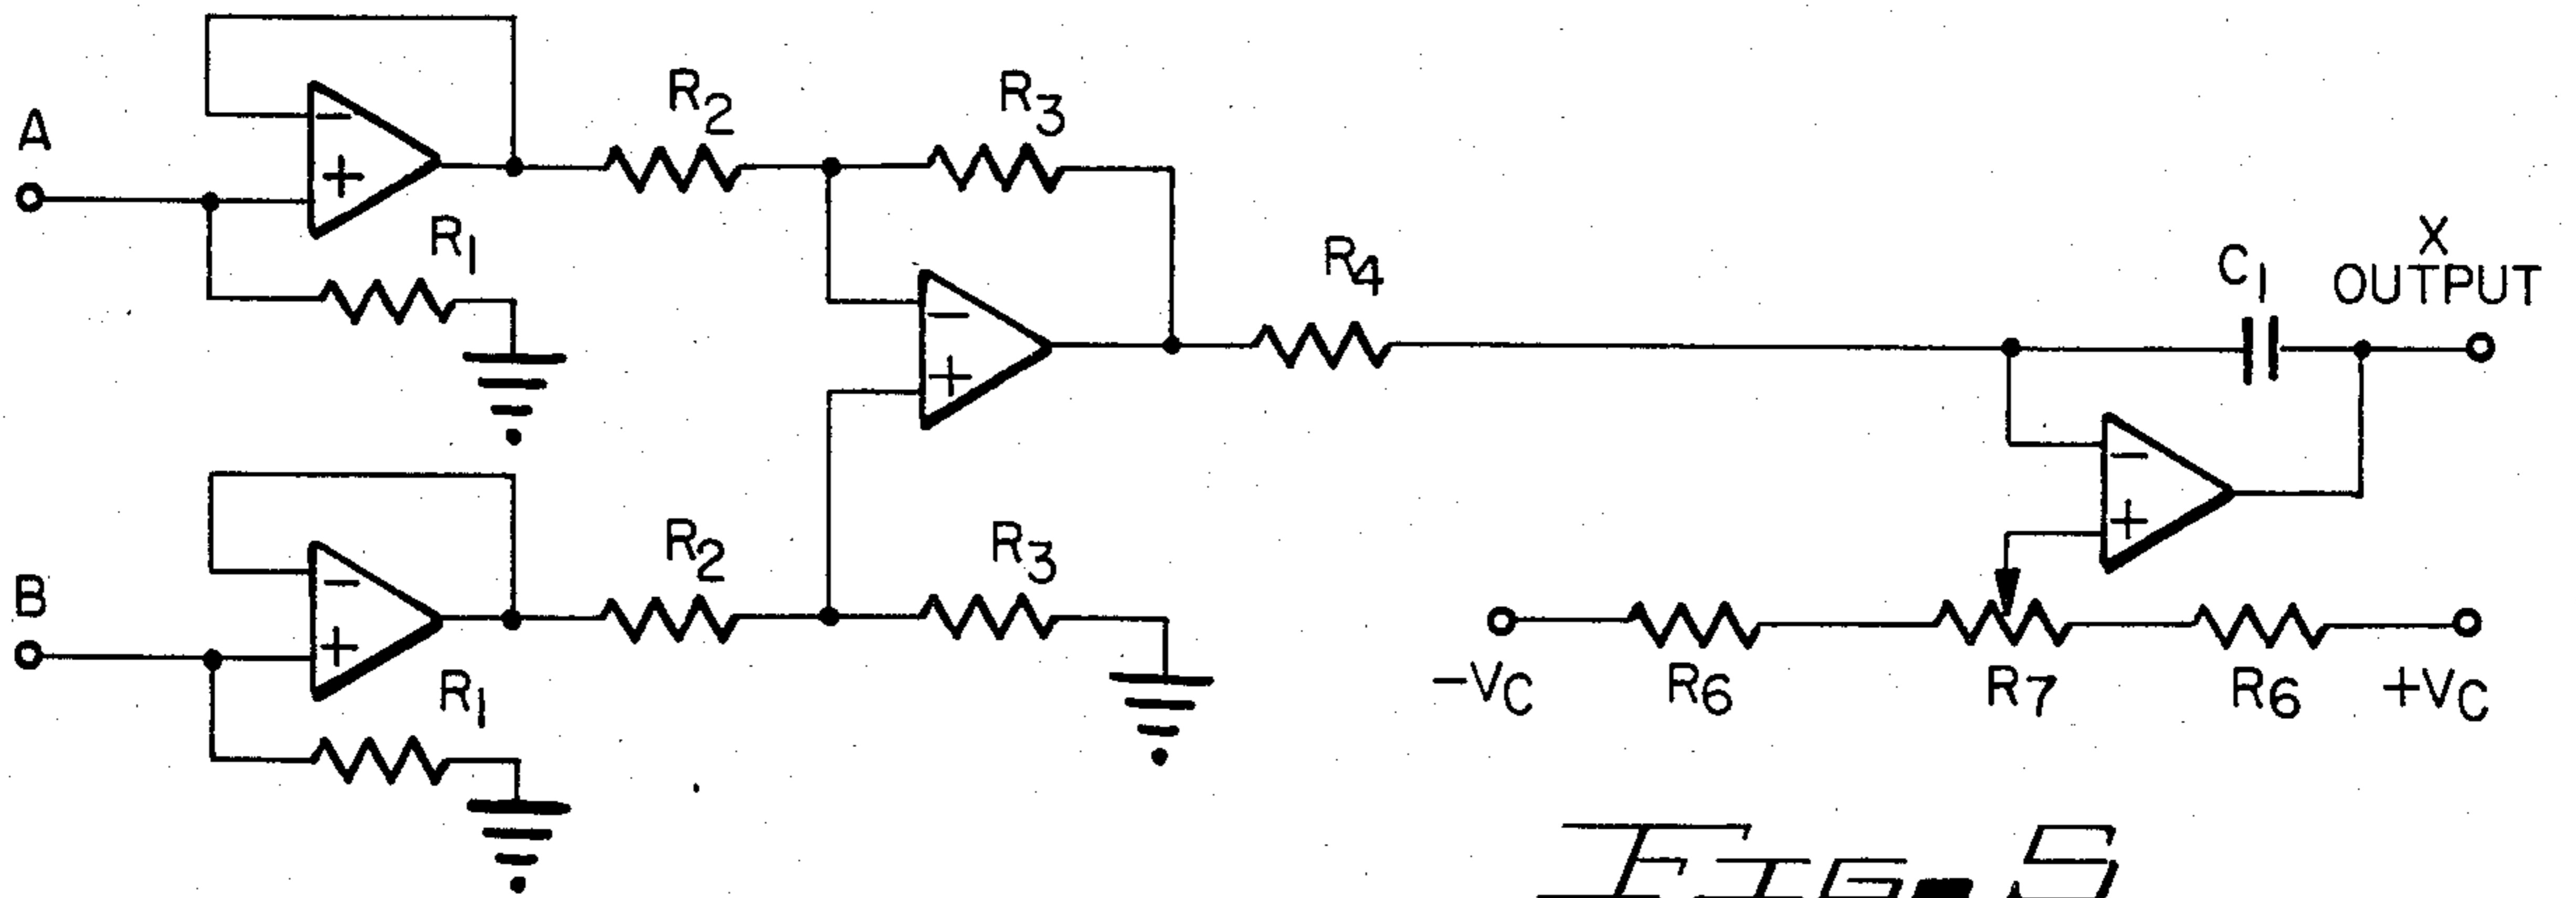 A
−
+
R1
R2
R3
−
+
R4
C1
X
OUTPUT
B
−
+
R1
R2
R3
−
+
−VC
R6
R7
R6
+VC
FIG. 5